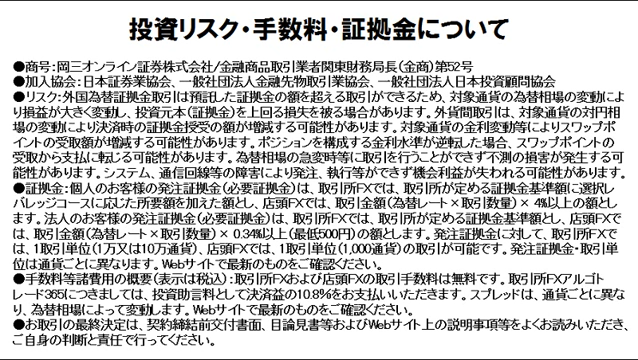 投資リスク・手数料・証拠金について
●商号:岡三オンライン証券株式会社/金融商品取引業者関東財務局長(金商)第52号
●加入協会:日本証券業協会、一般社団法人金融先物取引業協会、一般社団法人日本投資顧問協会
●リスク:外国為替証拠金取引は預託した証拠金の額を超える取引ができるため、対象通貨の為替相場の変動によ
り損益が大きく変動し、投資元本(証拠金)を上回る損失を被る場合があります。外貨間取引は、対象通貨の対円相
場の変動により決済時の証拠金授受の額が増減する可能性があります。対象通貨の金利変動等によりスワップポ
イントの受取額が増減する可能性があります。ポジションを構成する金利水準が逆転した場合、スワップポイントの
受取から支払に転じる可能性があります。為替相場の急変時等に取引を行うことができず不測の損害が発生する可
能性があります。システム、通信回線等の障害により発注、執行等ができず機会利益が失われる可能性があります。
●証拠金:個人のお客様の発注証拠金(必要証拠金)は、取引所FXでは、取引所が定める証拠金基準額に選択レ
バレッジコースに応じた所要額を加えた額とし、店頭FXでは、取引金額(為替レート×取引数量)× 4%以上の額とし
ます。法人のお客様の発注証拠金(必要証拠金)は、取引所FXでは、取引所が定める証拠金基準額とし、店頭FXで
は、取引金額(為替レート×取引数量)× 0.34%以上(最低500円)の額とします。発注証拠金に対して、取引所FXで
は、1取引単位(1万又は10万通貨)、店頭FXでは、1取引単位(1,000通貨)の取引が可能です。発注証拠金・取引単
位は通貨ごとに異なります。Webサイトで最新のものをご確認ください。
●手数料等諸費用の概要(表示は税込):取引所FXおよび店頭FXの取引手数料は無料です。取引所FXアルゴト
レード365につきましては、投資助言料として決済益の10.8%をお支払いいただきます。スプレッドは、通貨ごとに異な
り、為替相場によって変動します。Webサイトで最新のものをご確認ください。
●お取引の最終決定は、契約締結前交付書面、目論見書等およびWebサイト上の説明事項等をよくお読みいただき、
ご自身の判断と責任で行ってください。